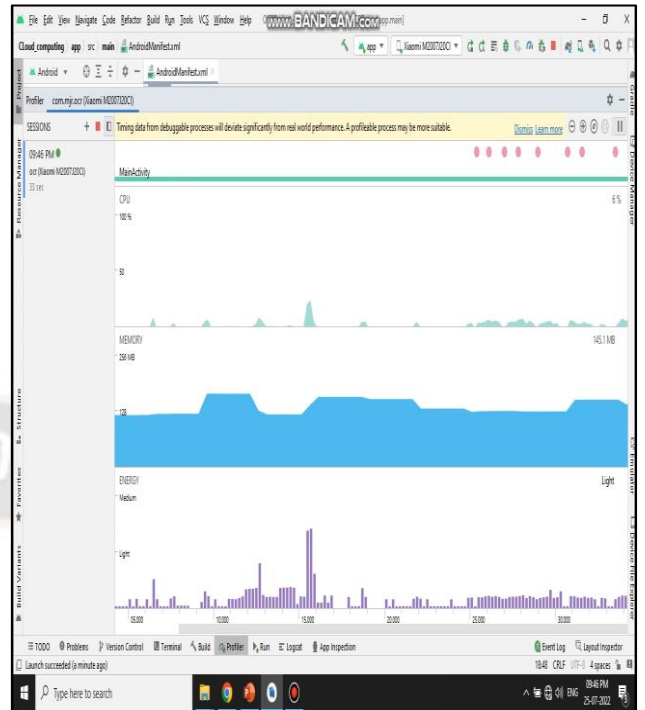 File Edit View Navigate Code Refactor Build Run Tools VCS Window Help www.BANDICAM.com app.main]
Cloud_computing app src main AndroidManifest.xml app Xiaomi M2007J20CI
Android AndroidManifest.xml
Profiler com.mjr.ocr (Xiaomi M2007J20CI)
SESSIONS Timing data from debuggable processes will deviate significantly from real world performance. A profileable process may be more suitable. Dismiss Learn more
09:46 PM
ocr (Xiaomi M2007J20CI)
33 sec
MainActivity
CPU 6 %
100 %
50
MEMORY 145.1 MB
256 MB
128
ENERGY Light
Medium
Light
05.000 10.000 15.000 20.000 25.000 30.000
TODO Problems Version Control Terminal Build Profiler Run Logcat App Inspection Event Log Layout Inspector
Launch succeeded (a minute ago) 18:48 CRLF UTF-8 4 spaces
Type here to search ENG 09:46 PM
25-07-2022
Project
Resource Manager
Structure
Favorites
Build Variants
Gradle
Device Manager
Emulator
Device File Explorer